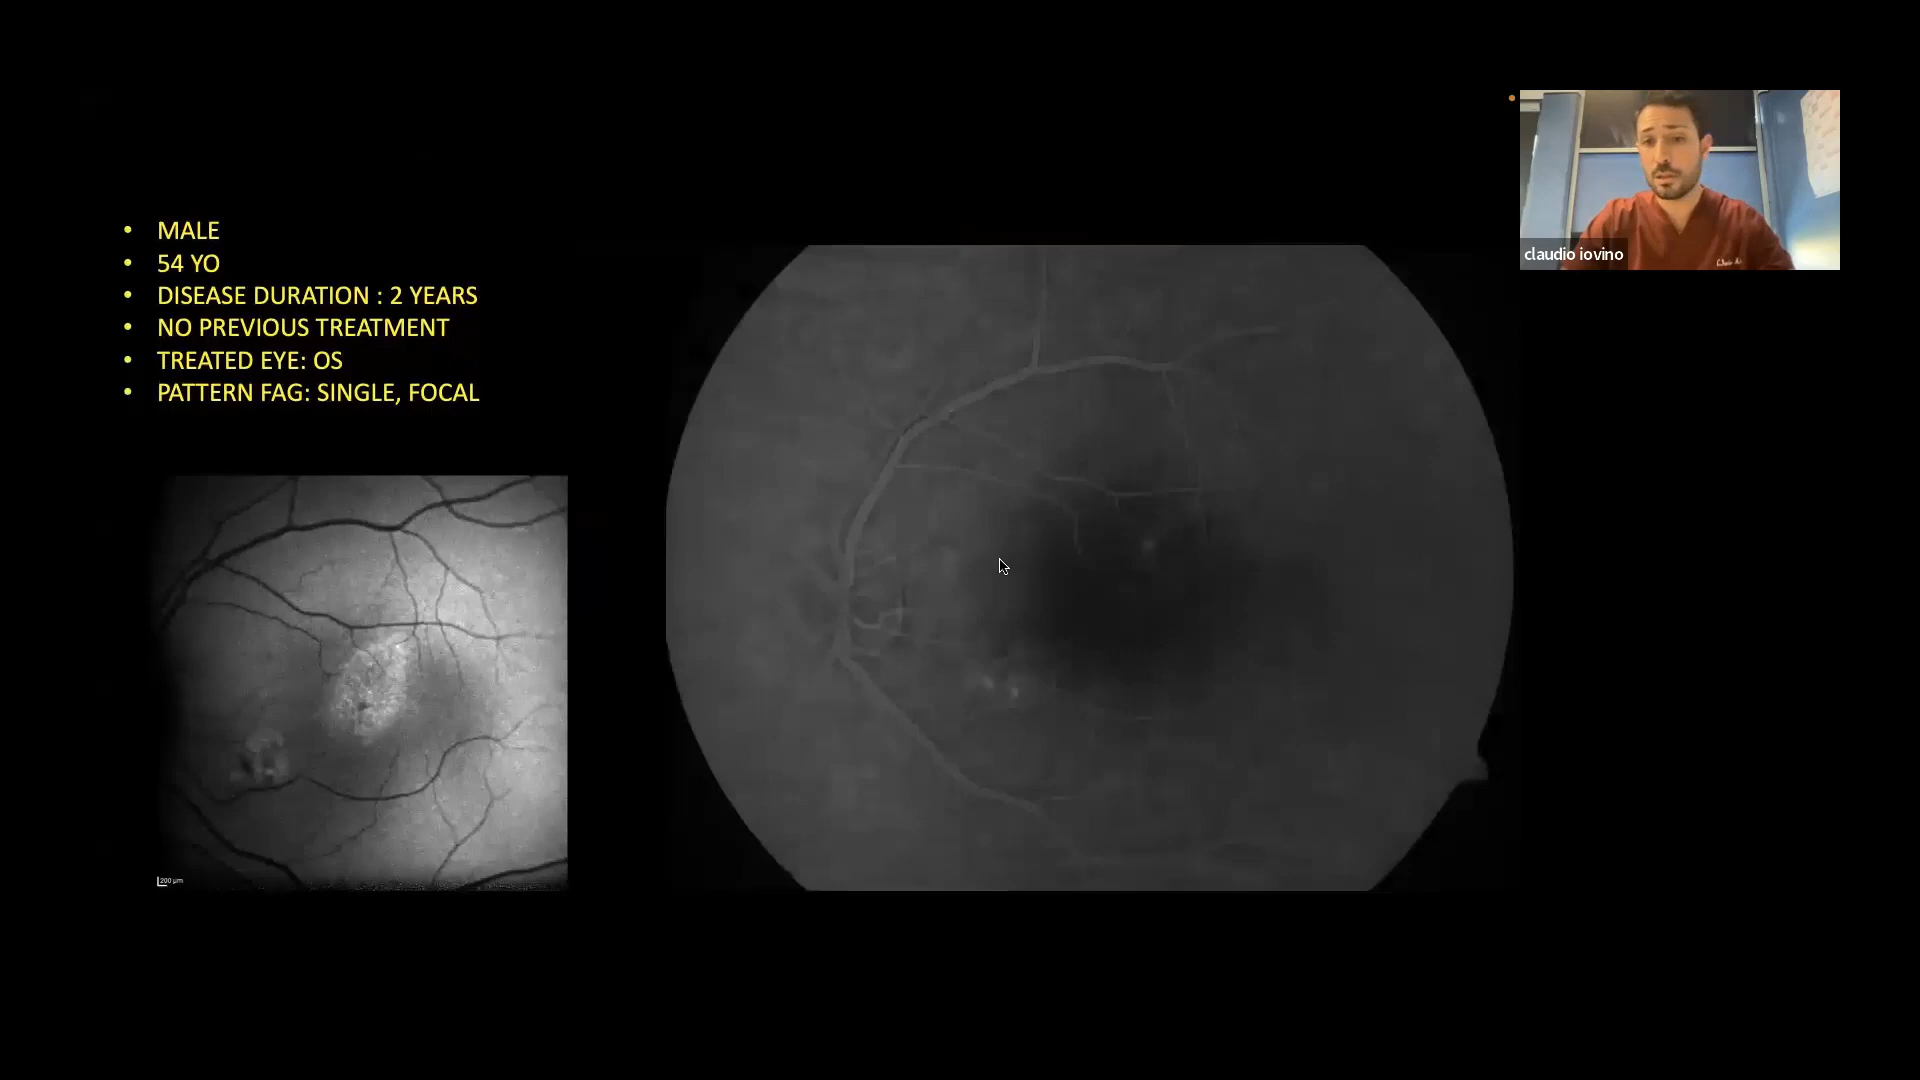 • MALE
• 54 YO
• DISEASE DURATION : 2 YEARS
• NO PREVIOUS TREATMENT
• TREATED EYE: OS
• PATTERN FAG: SINGLE, FOCAL
claudio iovino
200 µm